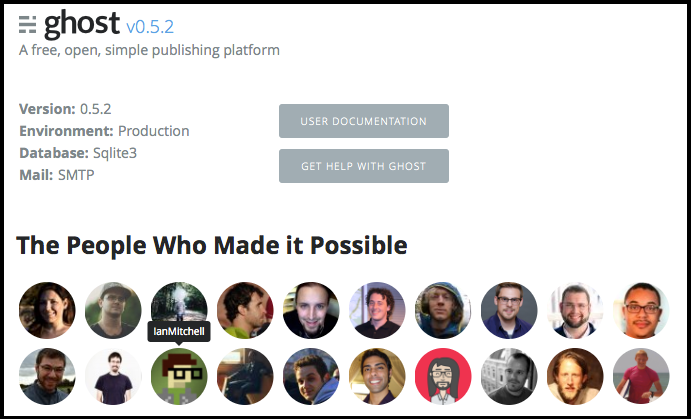 ghost v0.5.2
A free, open, simple publishing platform
Version: 0.5.2
Environment: Production
Database: Sqlite3
Mail: SMTP
USER DOCUMENTATION
GET HELP WITH GHOST
The People Who Made it Possible
IanMitchell